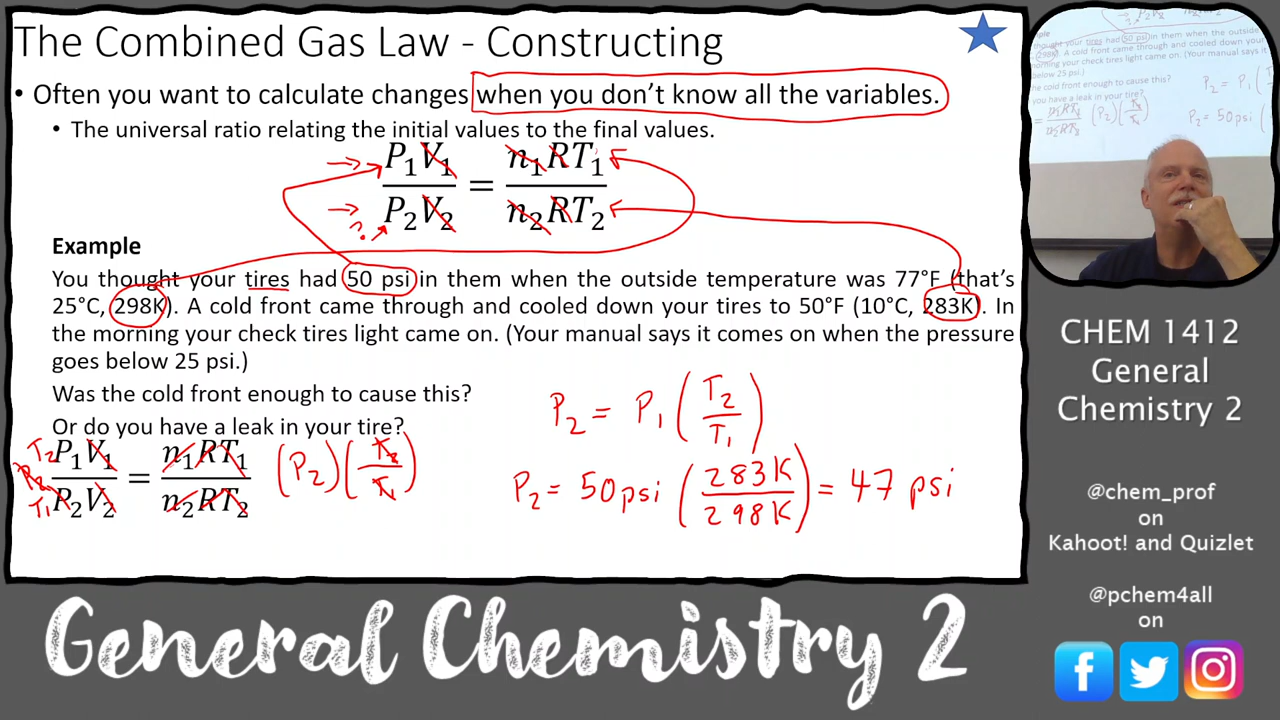 The Combined Gas Law - Constructing
• Often you want to calculate changes when you don't know all the variables.
• The universal ratio relating the initial values to the final values.
→ P₁V₁ / P₂V₂ = n₁RT₁ / n₂RT₂
→ ?
Example
You thought your tires had 50 psi in them when the outside temperature was 77°F (that's
25°C, 298K). A cold front came through and cooled down your tires to 50°F (10°C, 283K). In
the morning your check tires light came on. (Your manual says it comes on when the pressure
goes below 25 psi.)
Was the cold front enough to cause this?
Or do you have a leak in your tire?
P₂ = P₁ (T₂ / T₁)
T₂ P₂ T₁ P₁V₁ / P₂V₂ = n₁RT₁ / n₂RT₂ (P₂) (T₂ / T₁)
P₂ = 50 psi (283K / 298K) = 47 psi
CHEM 1412
General
Chemistry 2
@chem_prof
on
Kahoot! and Quizlet
@pchem4all
on
General Chemistry 2